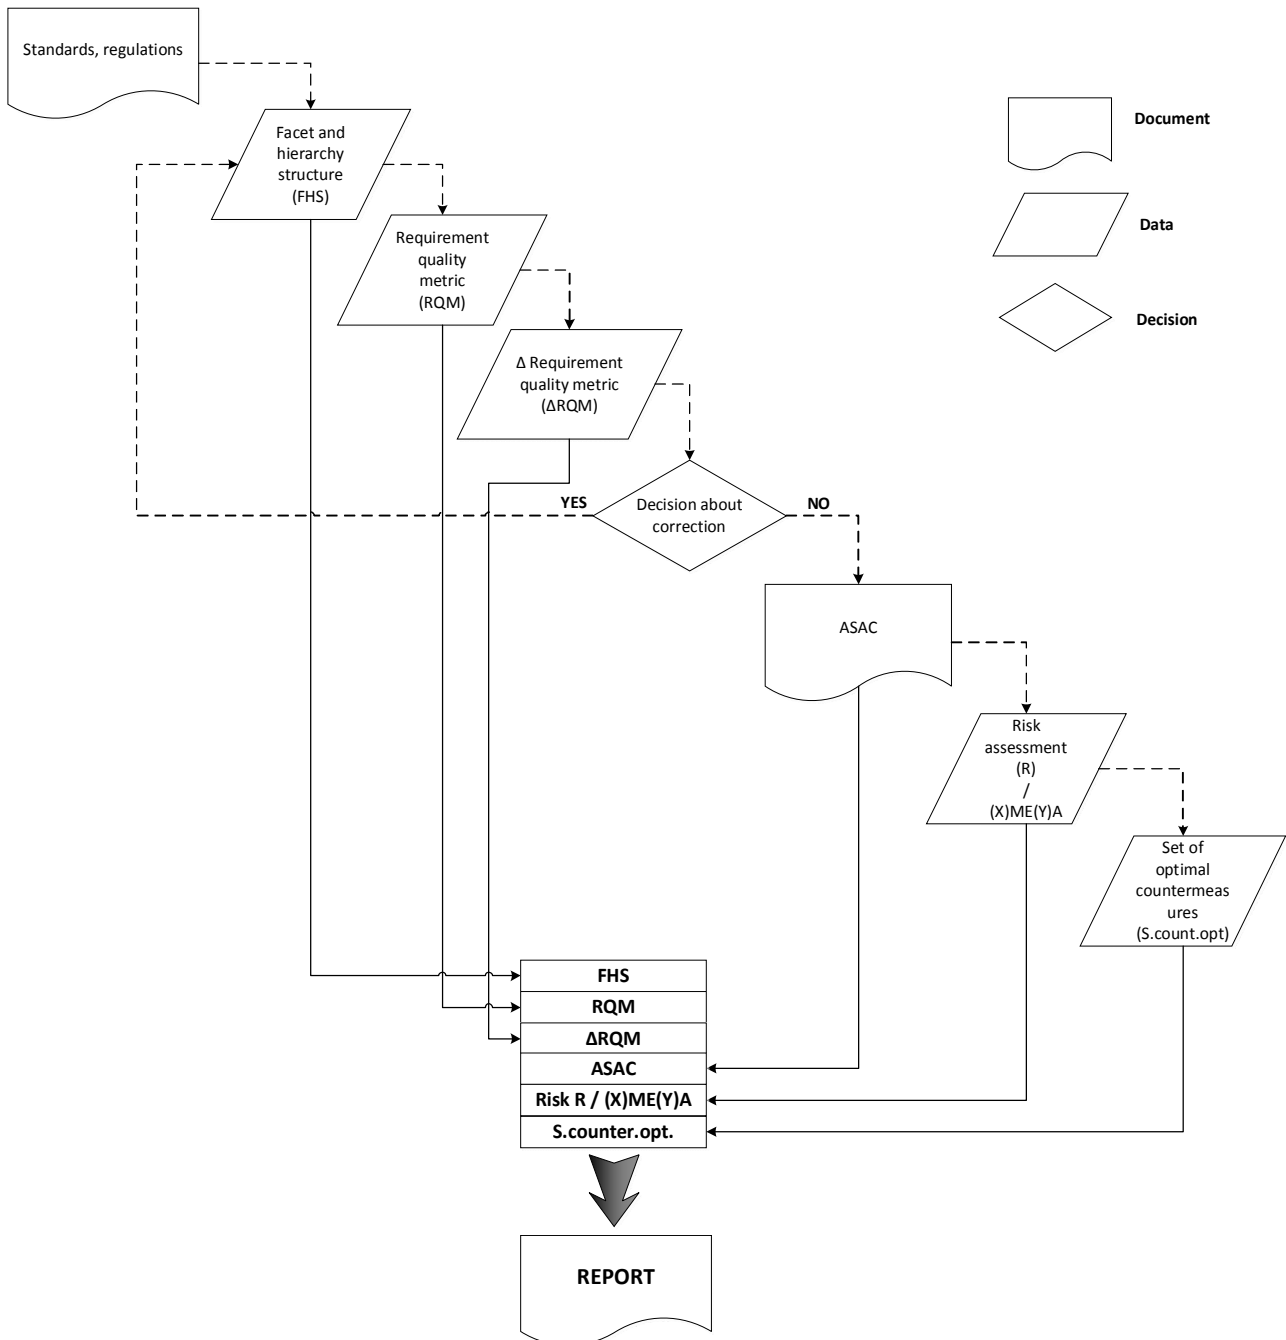 Standards, regulations
Document
Facet and
hierarchy
structure
(FHS)
Data
Requirement
quality
metric
(RQM)
Decision
Δ Requirement
quality metric
(ΔRQM)
YES
Decision about
correction
NO
ASAC
Risk
assessment
(R)
/
(X)ME(Y)A
Set of
optimal
countermeas
ures
(S.count.opt)
FHS
RQM
ΔRQM
ASAC
Risk R / (X)ME(Y)A
S.counter.opt.
REPORT